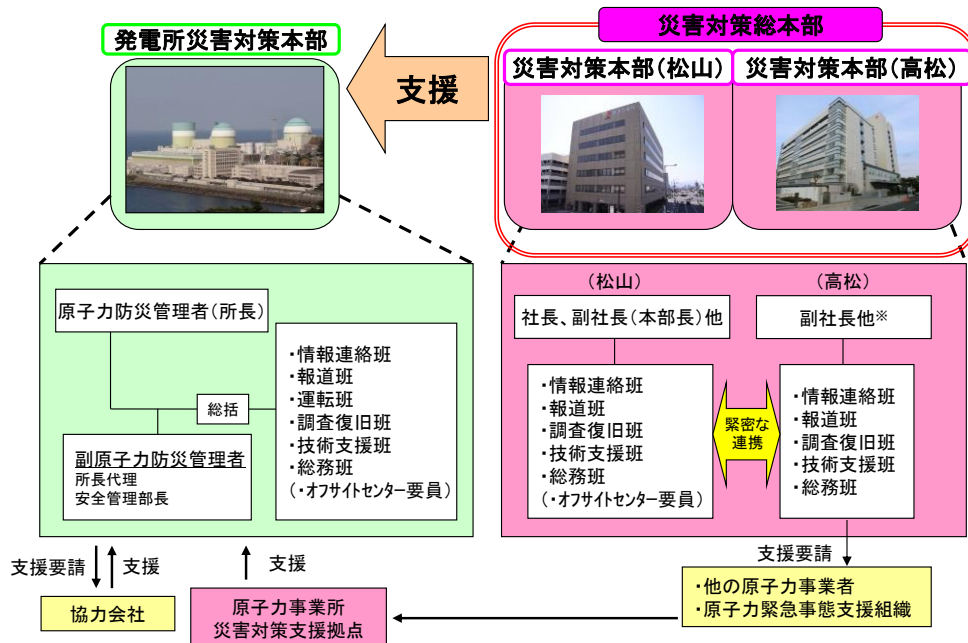 災害対策総本部
発電所災害対策本部
災害対策本部(松山)
災害対策本部(高松)
支援
原子力防災管理者(所長)
・情報連絡班
・報道班
・運転班
・調査復旧班
・技術支援班
・総務班
(・オフサイトセンター要員)
総括
副原子力防災管理者
所長代理
安全管理部長
(松山)
社長、副社長(本部長)他
・情報連絡班
・報道班
・調査復旧班
・技術支援班
・総務班
(・オフサイトセンター要員)
緊密な
連携
(高松)
副社長他※
・情報連絡班
・報道班
・調査復旧班
・技術支援班
・総務班
支援要請
支援
支援
支援要請
協力会社
原子力事業所
災害対策支援拠点
・他の原子力事業者
・原子力緊急事態支援組織